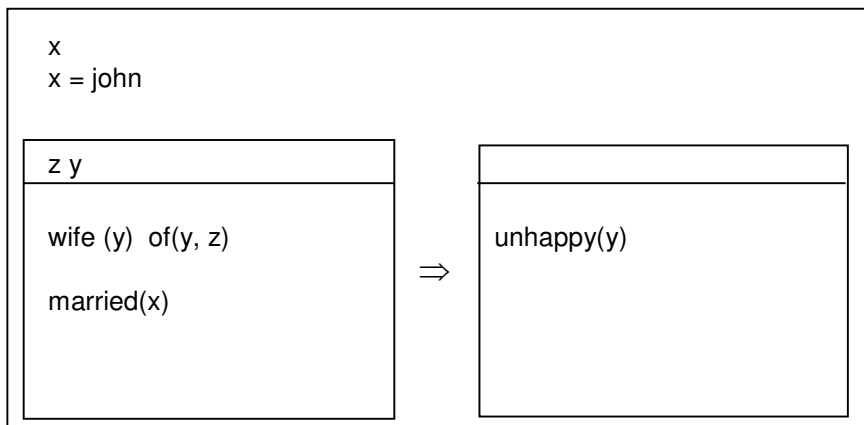 x
x = john
z y
wife (y) of(y, z)
married(x)
⇒
unhappy(y)